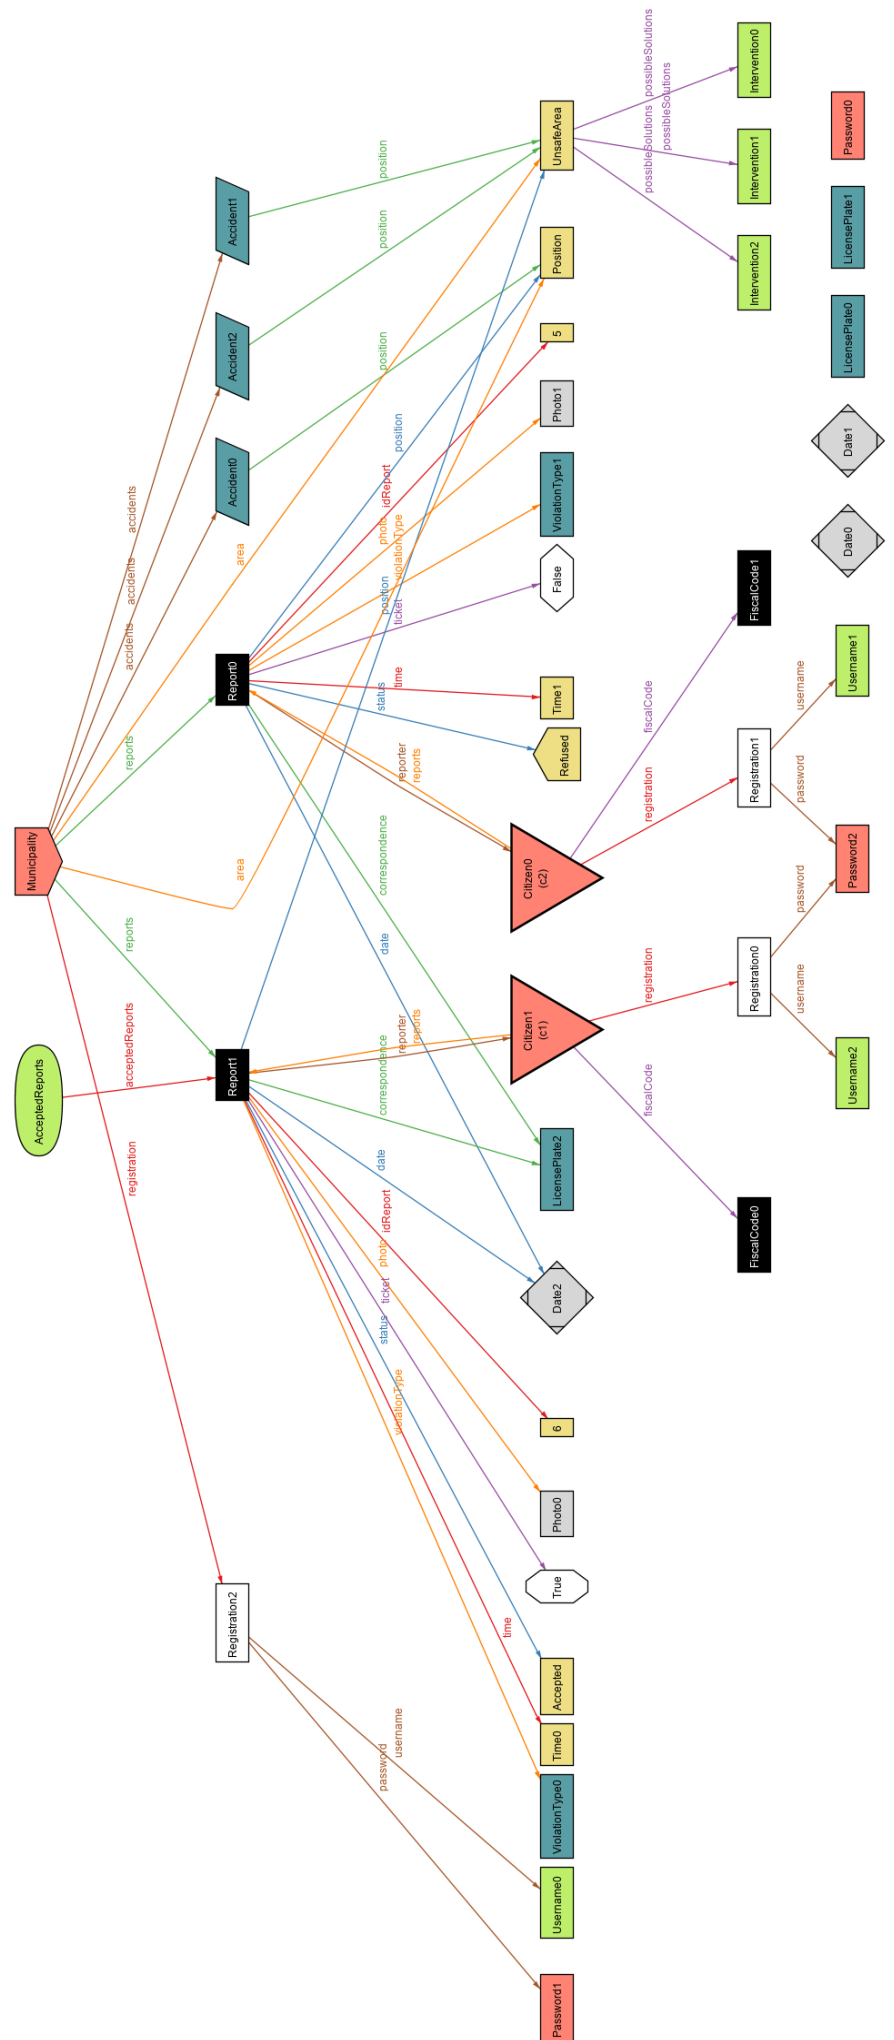 AcceptedReports
Municipality
registration
acceptedReports
reports
reports
accidents
accidents
accidents
Registration2
Report1
Report0
Accident0
Accident2
Accident1
area
area
password
username
violationType
time
status
ticket
photo
idReport
date
correspondence
reporter
reports
date
correspondence
reporter
reports
status
time
ticket
position
violationType
photo
idReport
position
position
position
position
Password1
Username0
ViolationType0
Time0
Accepted
True
Photo0
6
Date2
LicensePlate2
Citizen1
(c1)
Citizen0
(c2)
Refused
Time1
False
ViolationType1
Photo1
5
Position
UnsafeArea
fiscalCode
registration
registration
fiscalCode
possibleSolutions
possibleSolutions
possibleSolutions
FiscalCode0
Registration0
Registration1
FiscalCode1
Intervention2
Intervention1
Intervention0
username
password
password
username
Username2
Password2
Username1
Date0
Date1
LicensePlate0
LicensePlate1
Password0